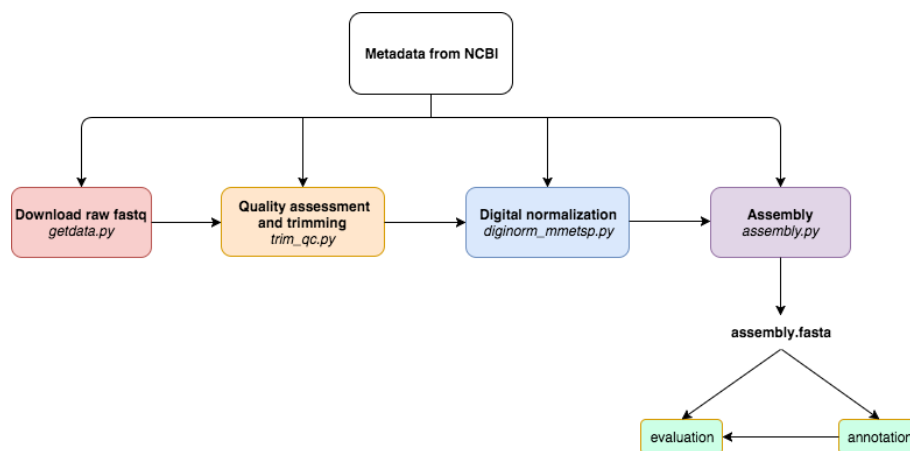 Metadata from NCBI
Download raw fastq
getdata.py
Quality assessment
and trimming
trim_qc.py
Digital normalization
diginorm_mmetsp.py
Assembly
assembly.py
assembly.fasta
evaluation
annotation